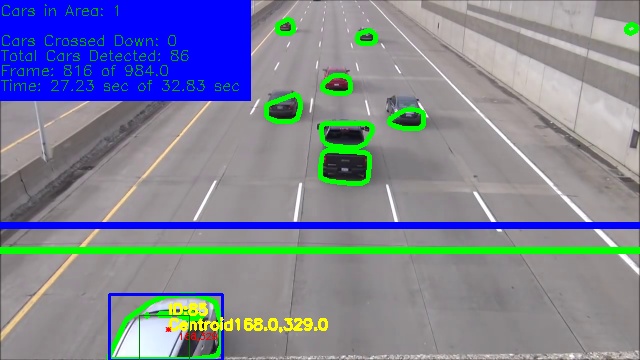 Cars in Area: 1
Cars Crossed Down: 0
Total Cars Detected: 86
Frame: 816 of 984.0
Time: 27.23 sec of 32.83 sec
ID:85
Centroid168.0,329.0